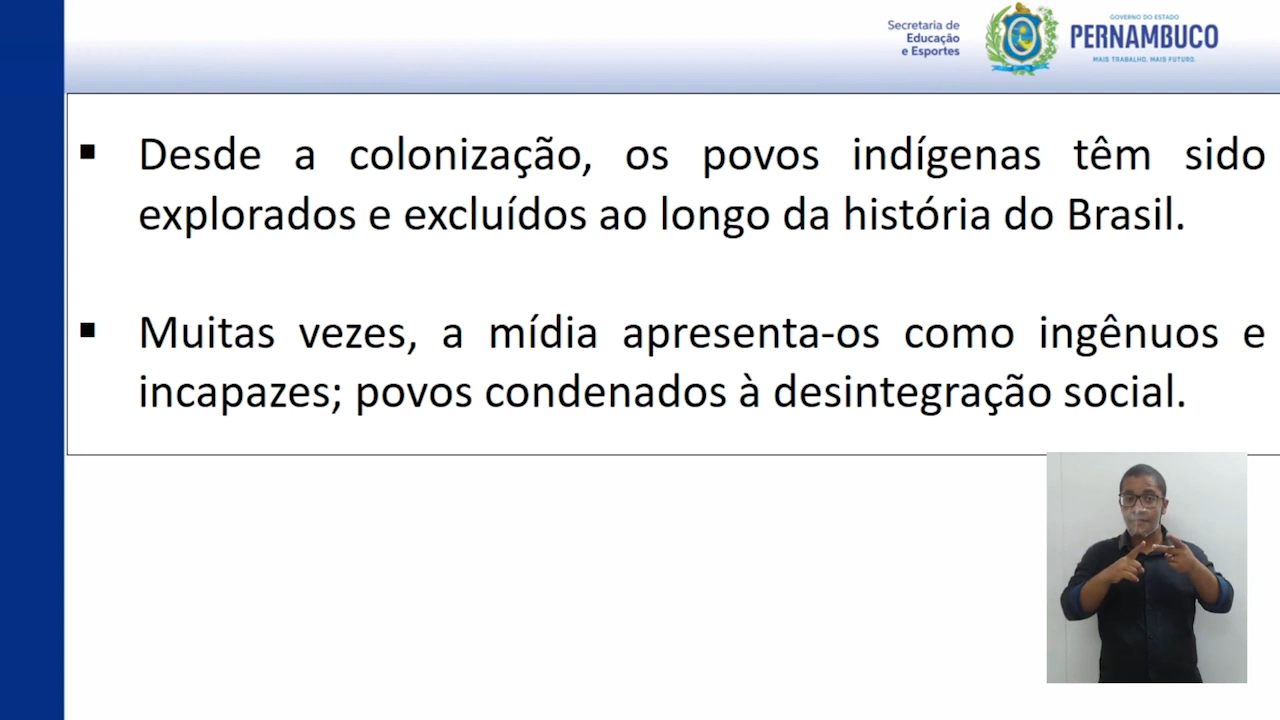 Secretaria de
Educação
e Esportes
GOVERNO DO ESTADO
PERNAMBUCO
MAIS TRABALHO, MAIS FUTURO.
▪ Desde a colonização, os povos indígenas têm sido
explorados e excluídos ao longo da história do Brasil.
▪ Muitas vezes, a mídia apresenta-os como ingênuos e
incapazes; povos condenados à desintegração social.